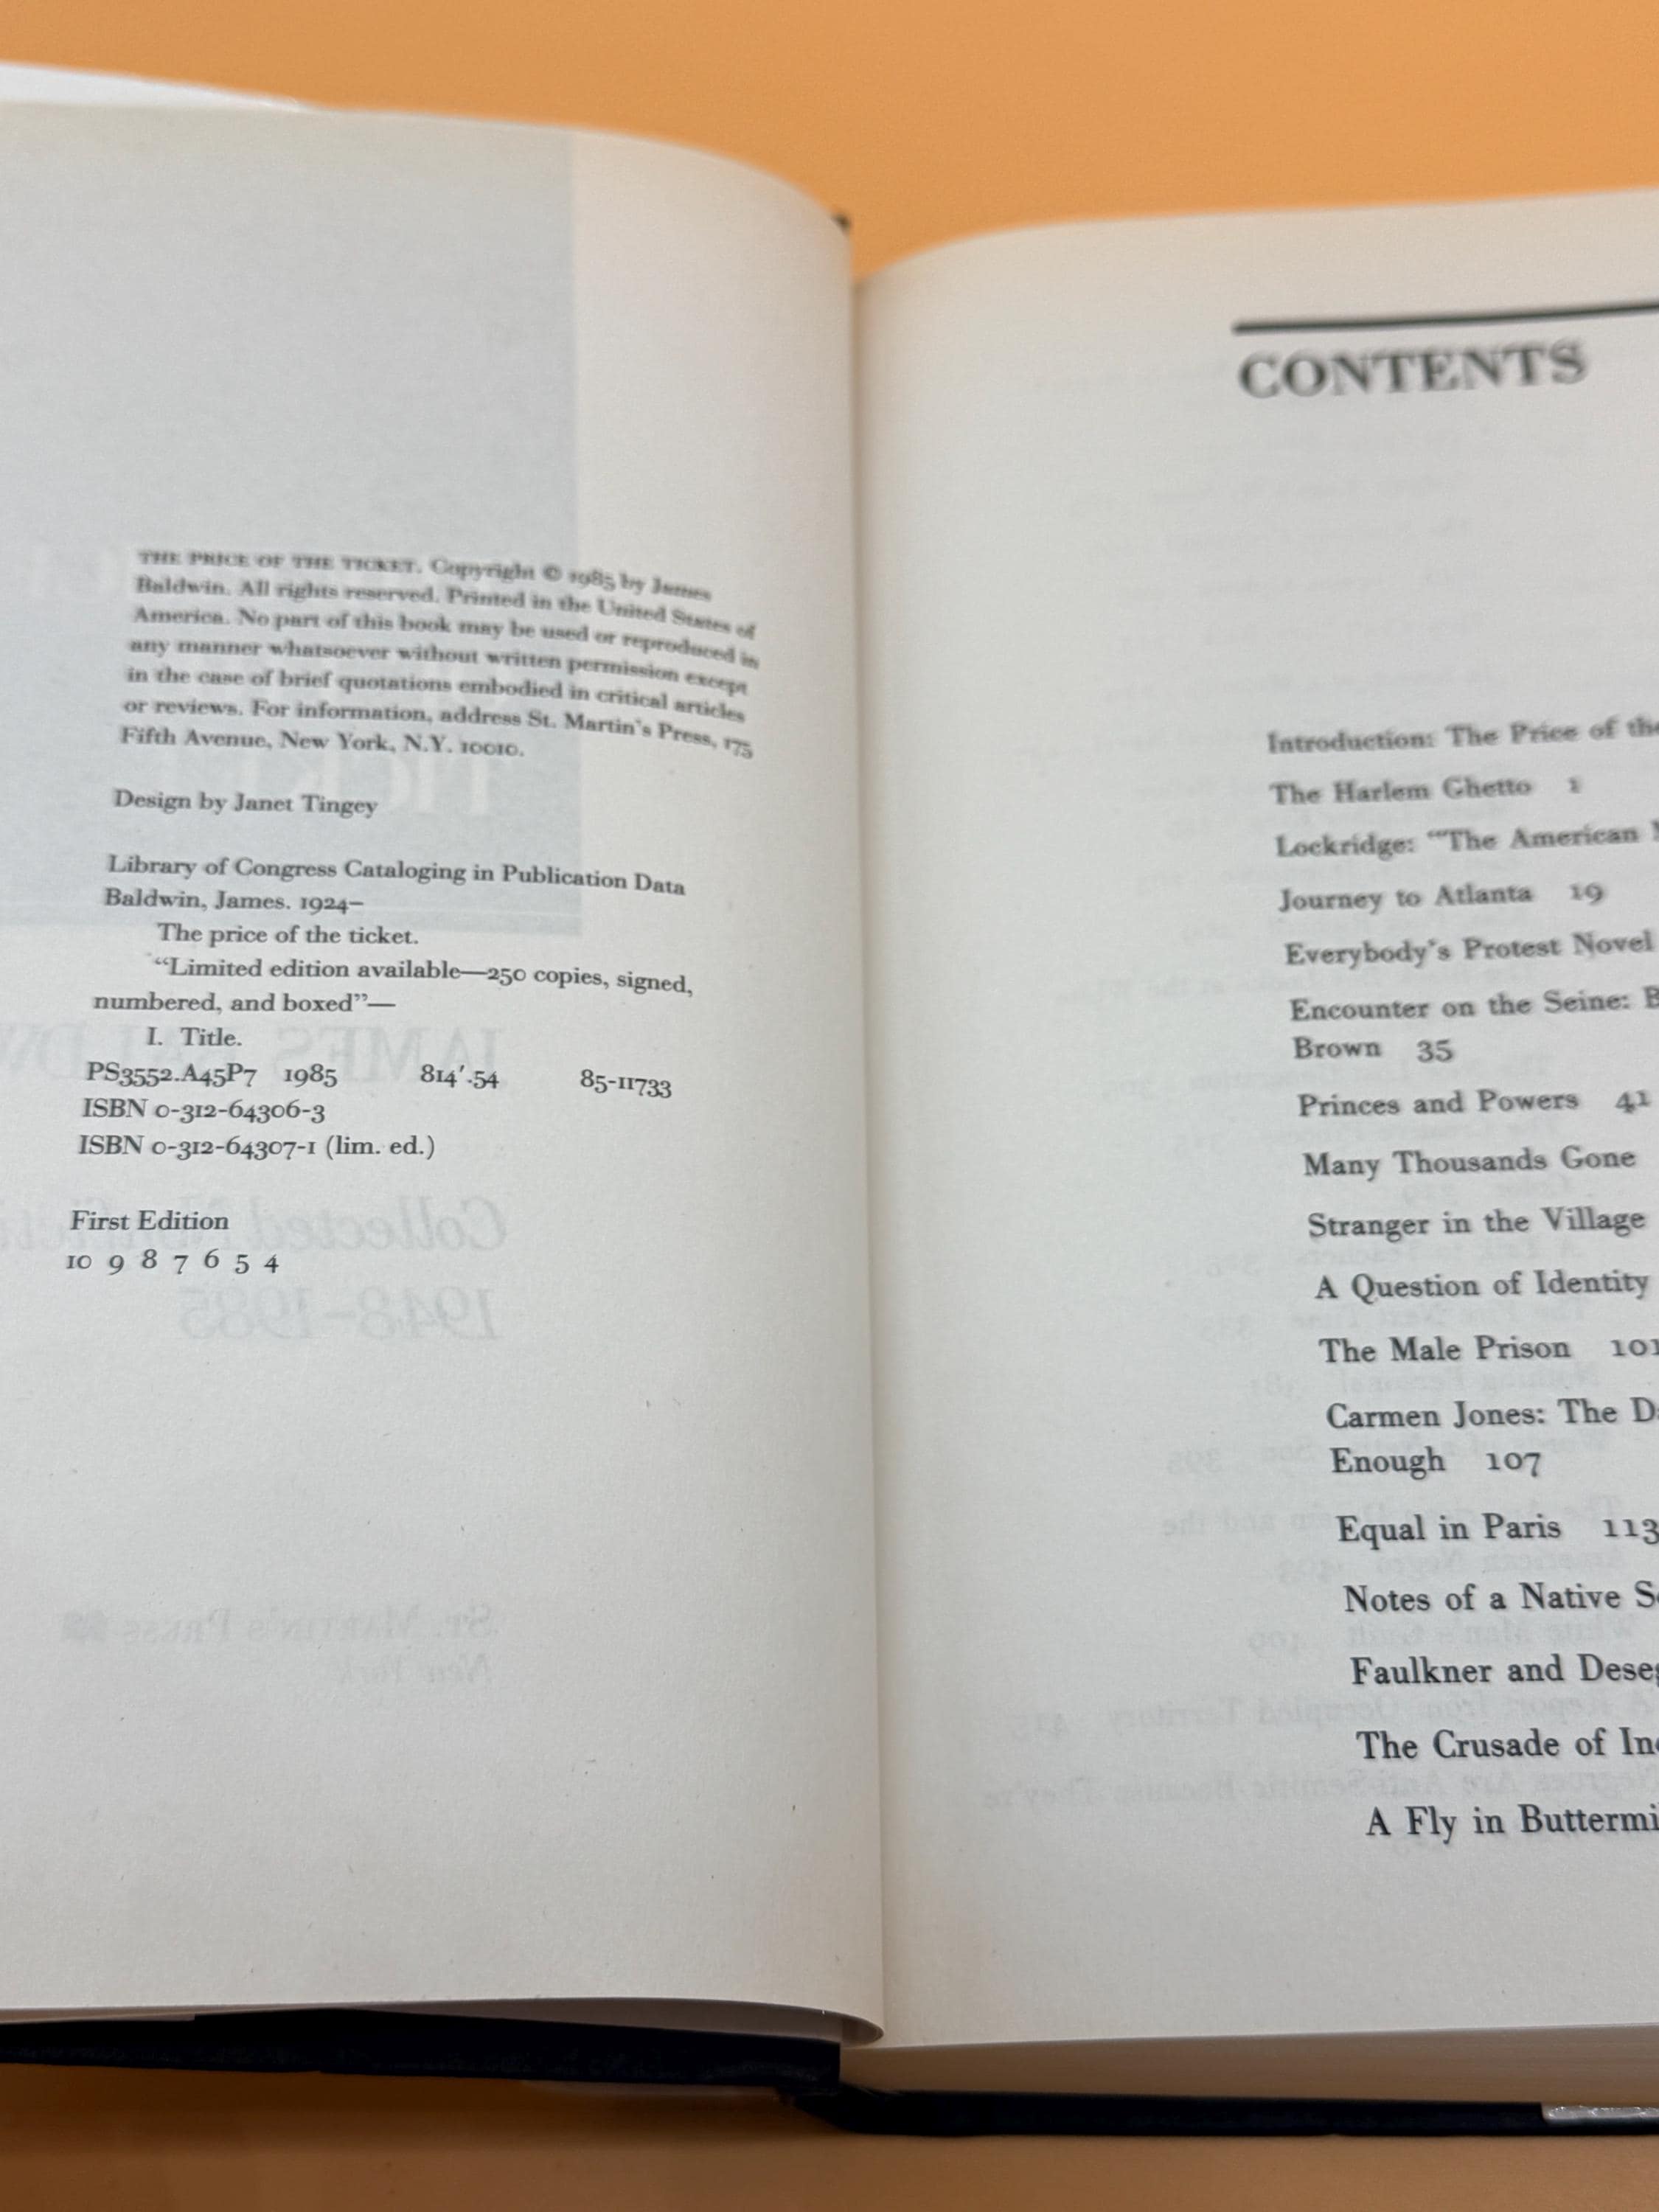 THE PRICE OF THE TICKET. Copyright © 1985 by James
Baldwin. All rights reserved. Printed in the United States of
America. No part of this book may be used or reproduced in
any manner whatsoever without written permission except
in the case of brief quotations embodied in critical articles
or reviews. For information, address St. Martin's Press, 175
Fifth Avenue, New York, N.Y. 10010.
Design by Janet Tingey
Library of Congress Cataloging in Publication Data
Baldwin, James. 1924–
The price of the ticket.
“Limited edition available—250 copies, signed,
numbered, and boxed”—
I. Title.
PS3552.A45P7 1985 814'.54 85-11733
ISBN 0-312-64306-3
ISBN 0-312-64307-1 (lim. ed.)
First Edition
10 9 8 7 6 5 4
CONTENTS
Introduction: The Price of the
The Harlem Ghetto 1
Lockridge: “The American
Journey to Atlanta 19
Everybody's Protest Novel
Encounter on the Seine:
Brown 35
Princes and Powers 41
Many Thousands Gone
Stranger in the Village
A Question of Identity
The Male Prison 101
Carmen Jones: The
Enough 107
Equal in Paris 113
Notes of a Native
Faulkner and
The Crusade of
A Fly in